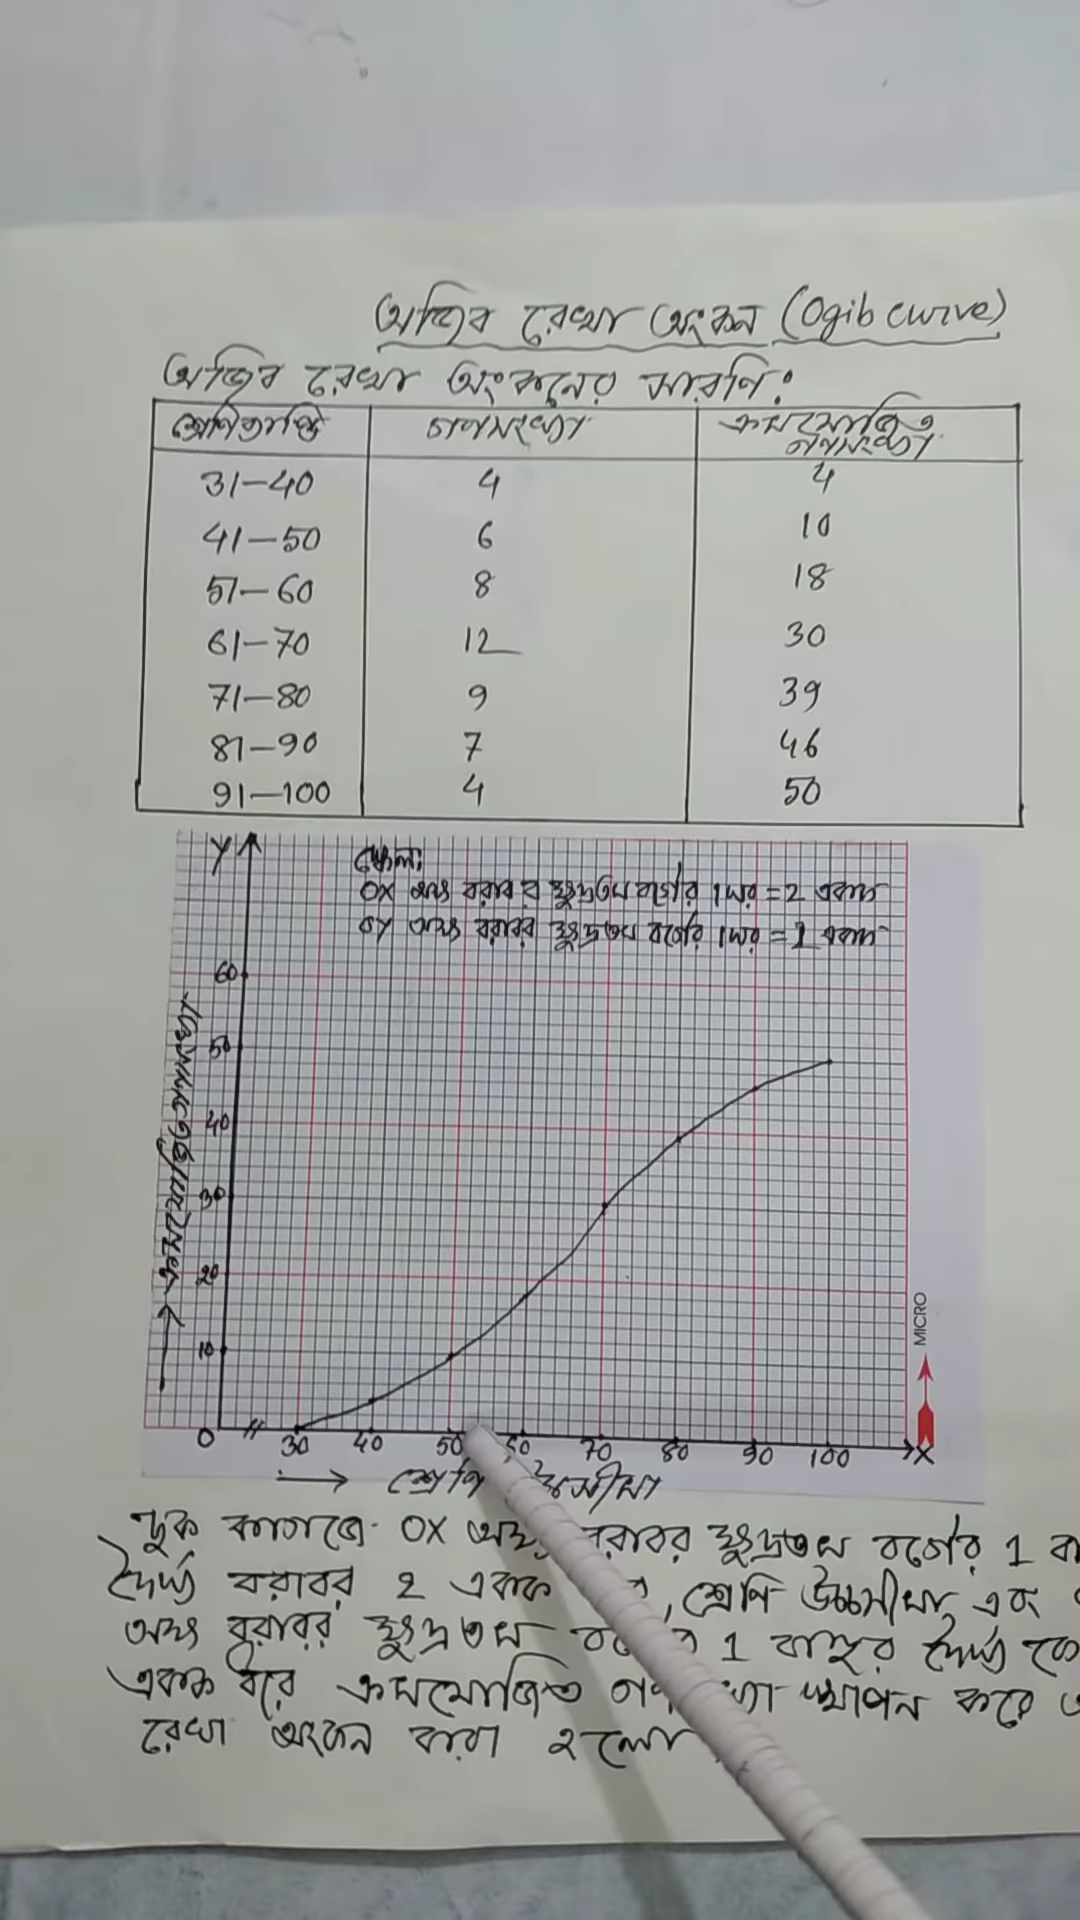 অজিব রেখা অংকন (Ogib curve)
অজিব রেখা অংকনের সারণি:
শ্রেণিব্যাপ্তি গণসংখ্যা ক্রমযোজিত গণসংখ্যা
31-40 4 4
41-50 6 10
51-60 8 18
61-70 12 30
71-80 9 39
81-90 7 46
91-100 4 50
Y
স্কেল:
OX অক্ষ বরাবর ক্ষুদ্রতম বর্গের 1 ঘর = 2 একক
OY অক্ষ বরাবর ক্ষুদ্রতম বর্গের 1 ঘর = 1 একক
60
50
40
30
20
10
ক্রমযোজিত গণসংখ্যা
0 30 40 50 60 70 80 90 100 X
MICRO
শ্রেণি উচ্চসীমা
ছক কাগজে OX অক্ষ বরাবর ক্ষুদ্রতম বর্গের 1
দৈর্ঘ্য বরাবর 2 একক শ্রেণি উচ্চসীমা এবং
অক্ষ বরাবর ক্ষুদ্রতম 1 বাহুর দৈর্ঘ্য কে
একক ধরে ক্রমযোজিত স্থাপন করে
রেখা অংকন করা হলো